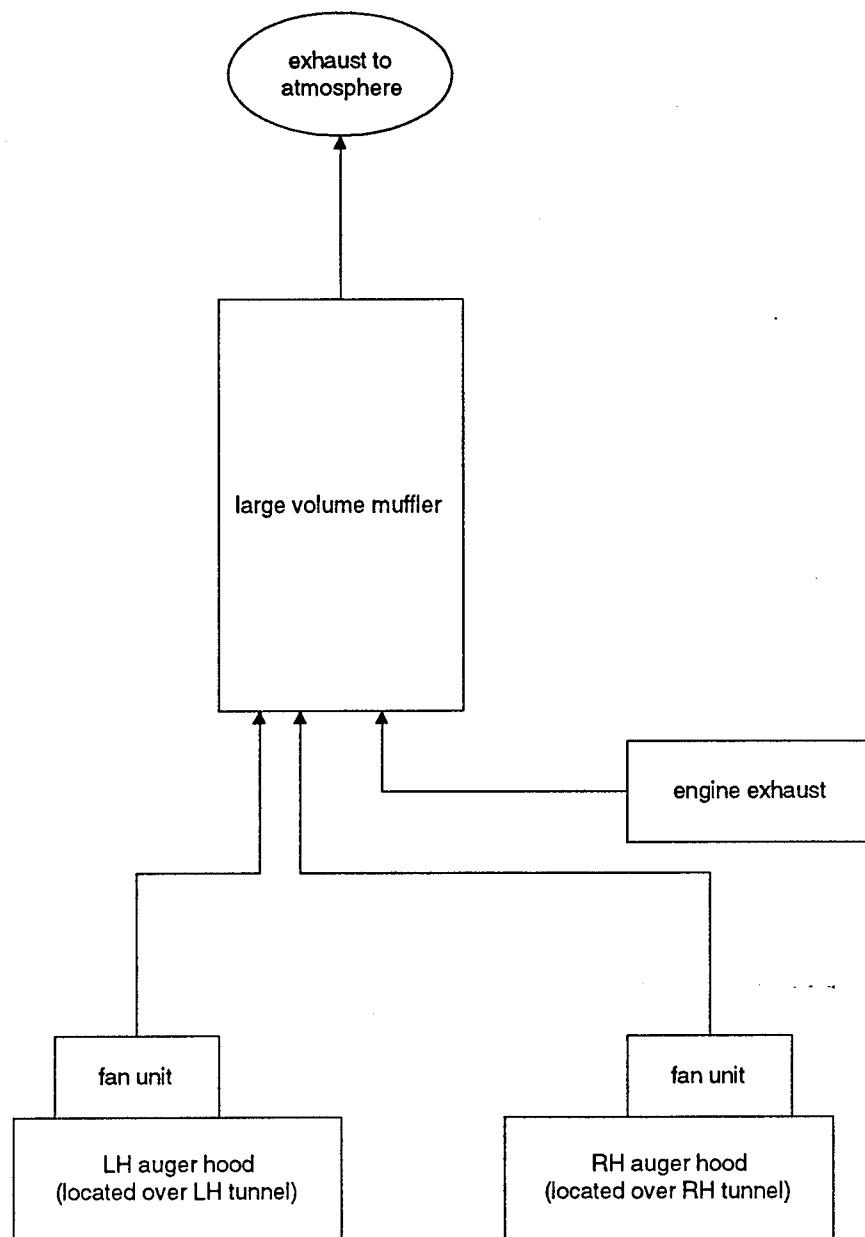 exhaust to
atmosphere
large volume muffler
engine exhaust
fan unit
fan unit
LH auger hood
(located over LH tunnel)
RH auger hood
(located over RH tunnel)